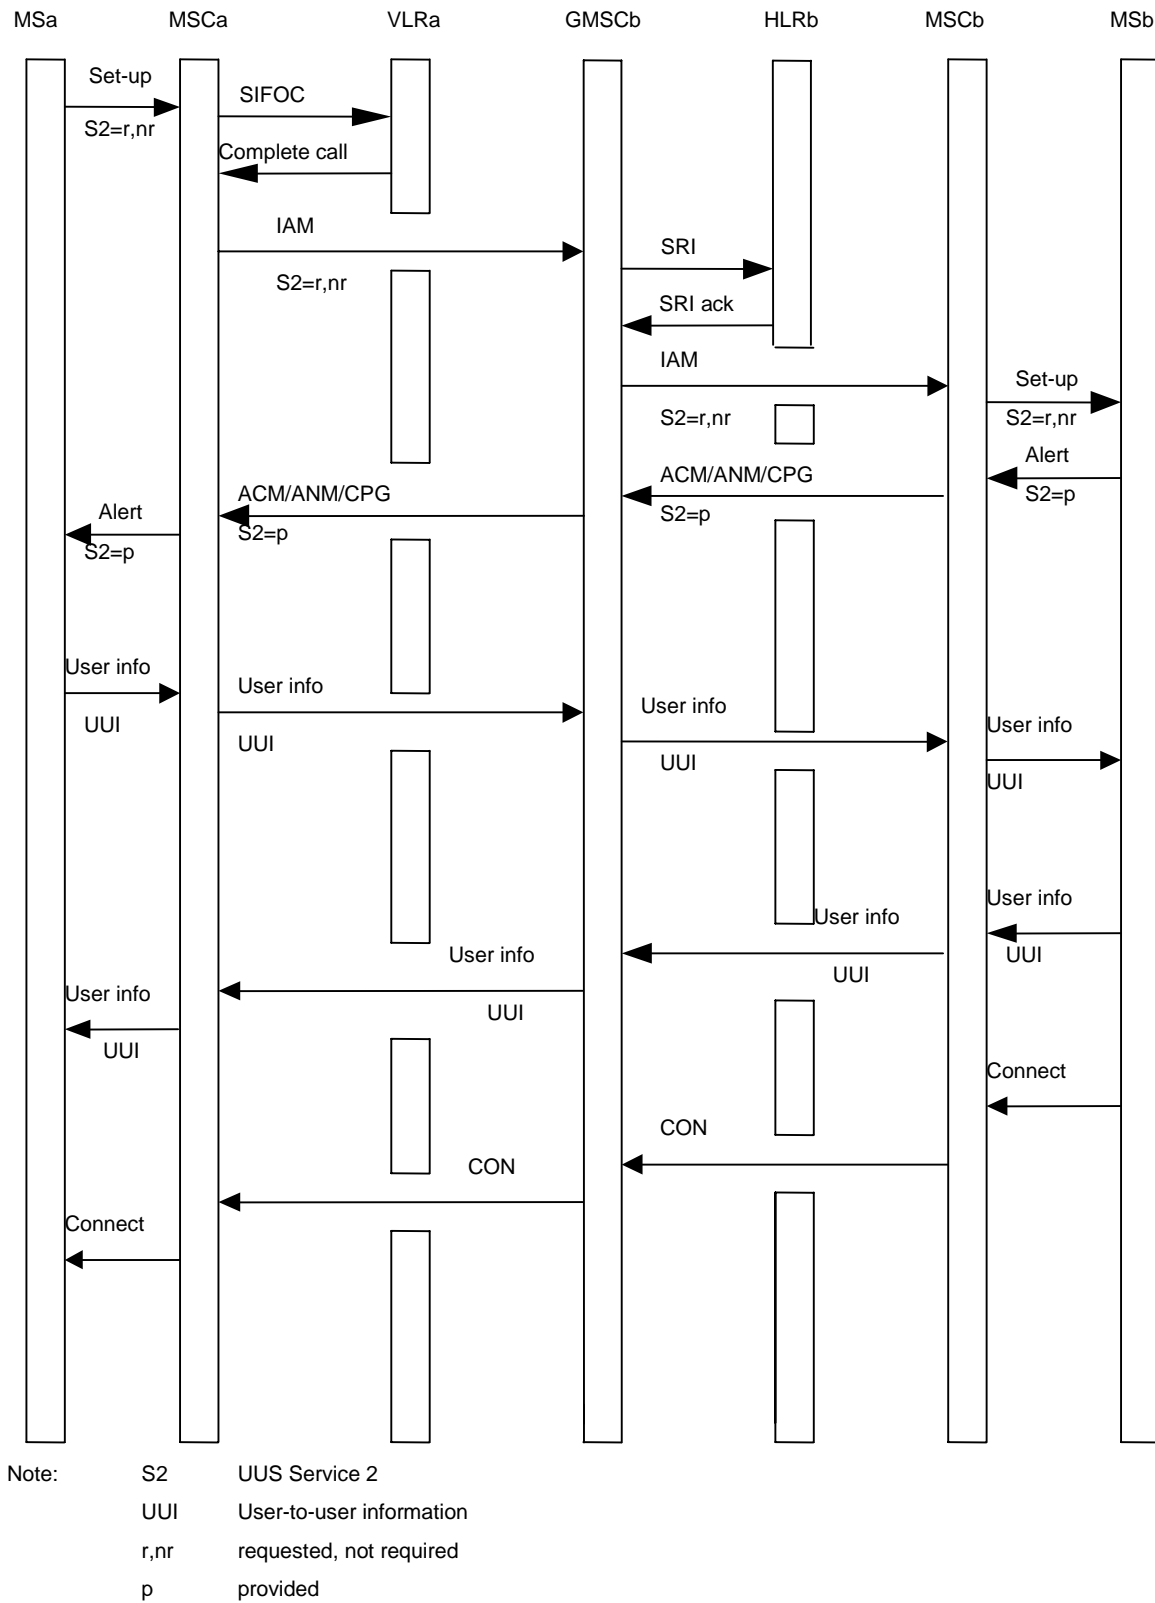 MSa MSCa VLRa GMSCb HLRb MSCb MSb
Set-up
SIFOC
S2=r,nr
Complete call
IAM
SRI
S2=r,nr
SRI ack
IAM
Set-up
S2=r,nr
S2=r,nr
Alert
ACM/ANM/CPG
ACM/ANM/CPG
S2=p
Alert
S2=p
S2=p
S2=p
User info
User info
User info
UUI
User info
UUI
UUI
UUI
User info
User info
User info
UUI
UUI
User info
UUI
UUI
Connect
CON
CON
Connect
Note: S2 UUS Service 2
UUI User-to-user information
r,nr requested, not required
p provided